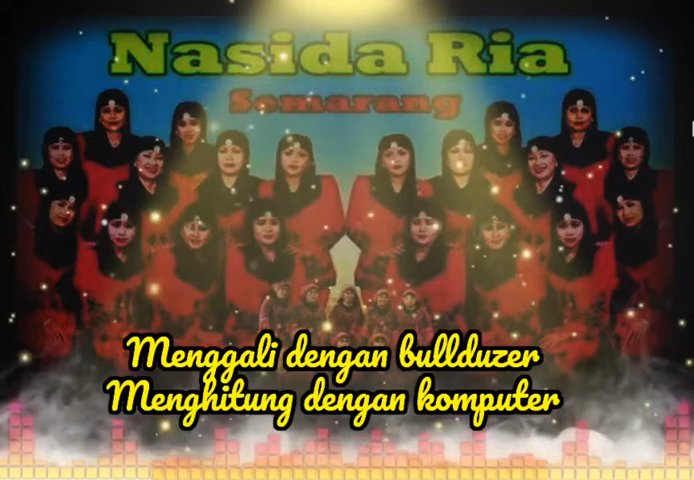 Nasida Ria
Semarang
Menggali dengan bullduzer
Menghitung dengan komputer